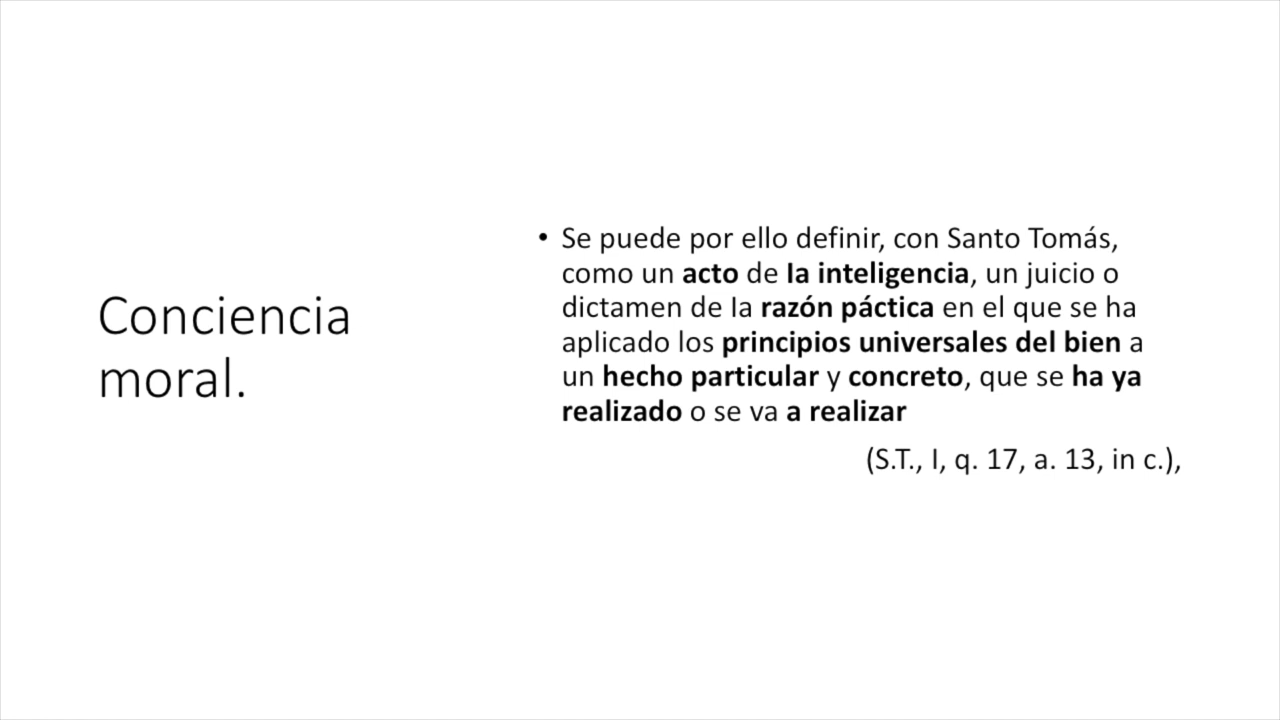 Conciencia
moral.
• Se puede por ello definir, con Santo Tomás,
como un acto de la inteligencia, un juicio o
dictamen de la razón páctica en el que se ha
aplicado los principios universales del bien a
un hecho particular y concreto, que se ha ya
realizado o se va a realizar
(S.T., I, q. 17, a. 13, in c.),